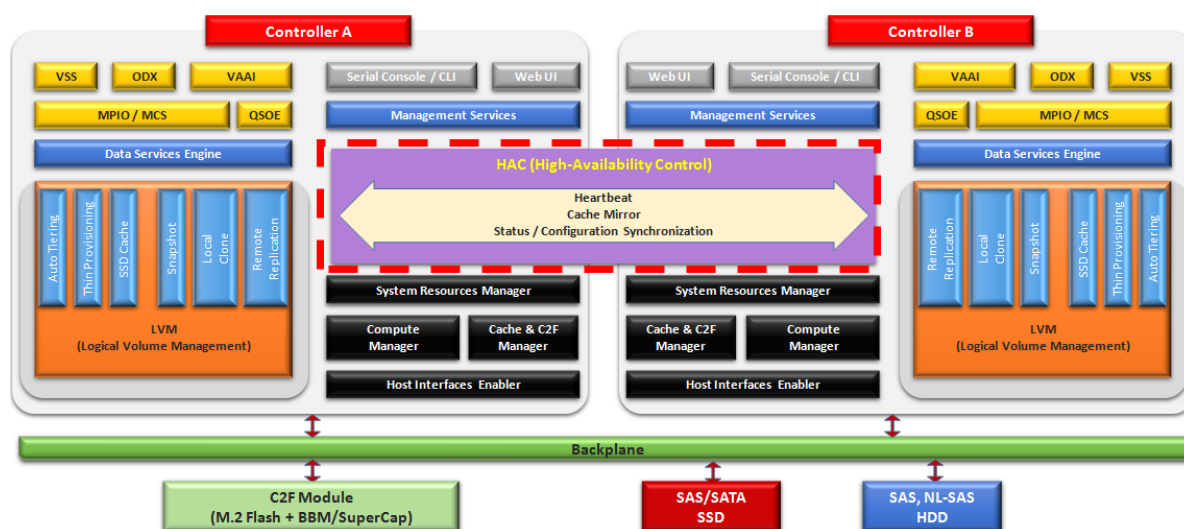 Controller A
VSS
ODX
VAAI
Serial Console / CLI
Web UI
MPIO / MCS
QSOE
Management Services
Data Services Engine
Auto Tiering
Thin Provisioning
SSD Cache
Snapshot
Local
Clone
Remote
Replication
LVM
(Logical Volume Management)
System Resources Manager
Compute
Manager
Cache & C2F
Manager
Host Interfaces Enabler
HAC (High-Availability Control)
Heartbeat
Cache Mirror
Status / Configuration Synchronization
Controller B
Web UI
Serial Console / CLI
VAAI
ODX
VSS
Management Services
QSOE
MPIO / MCS
Data Services Engine
System Resources Manager
Cache & C2F
Manager
Compute
Manager
Host Interfaces Enabler
Remote
Replication
Local
Clone
Snapshot
SSD Cache
Thin Provisioning
Auto Tiering
LVM
(Logical Volume Management)
Backplane
C2F Module
(M.2 Flash + BBM/SuperCap)
SAS/SATA
SSD
SAS, NL-SAS
HDD